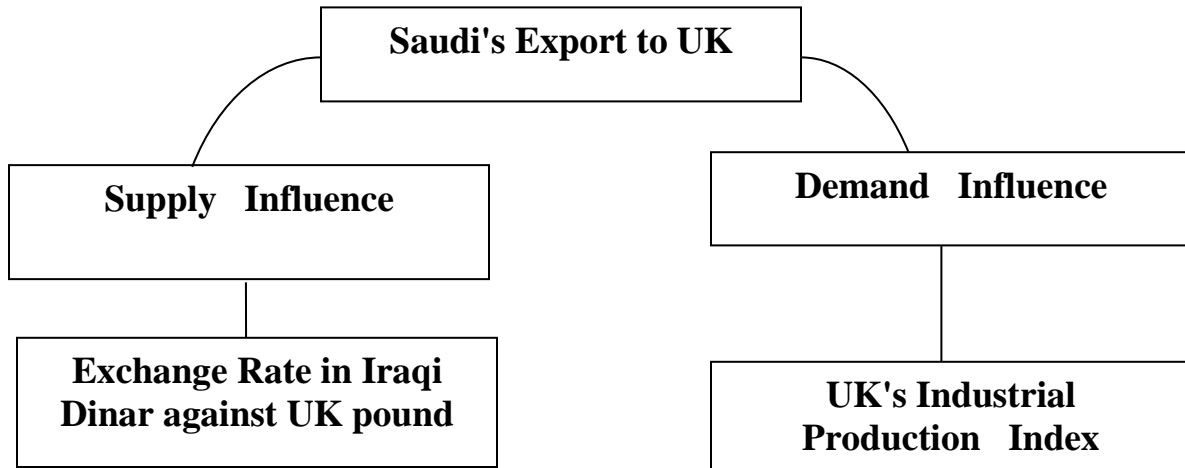 Saudi's Export to UK
Supply Influence
Demand Influence
Exchange Rate in Iraqi
Dinar against UK pound
UK's Industrial
Production Index